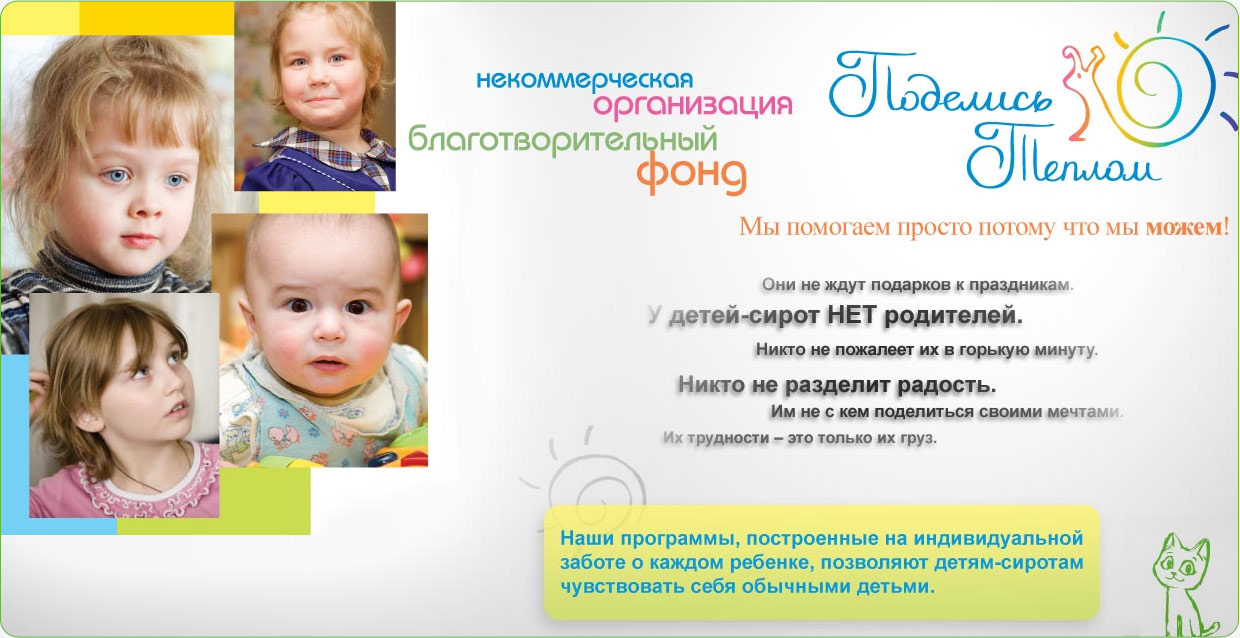 некоммерческая
организация
благотворительный
фонд
Поделись
Теплом
Мы помогаем просто потому что мы можем!
Они не ждут подарков к праздникам.
У детей-сирот НЕТ родителей.
Никто не пожалеет их в горькую минуту.
Никто не разделит радость.
Им не с кем поделиться своими мечтами.
Их трудности – это только их груз.
Наши программы, построенные на индивидуальной
заботе о каждом ребенке, позволяют детям-сиротам
чувствовать себя обычными детьми.